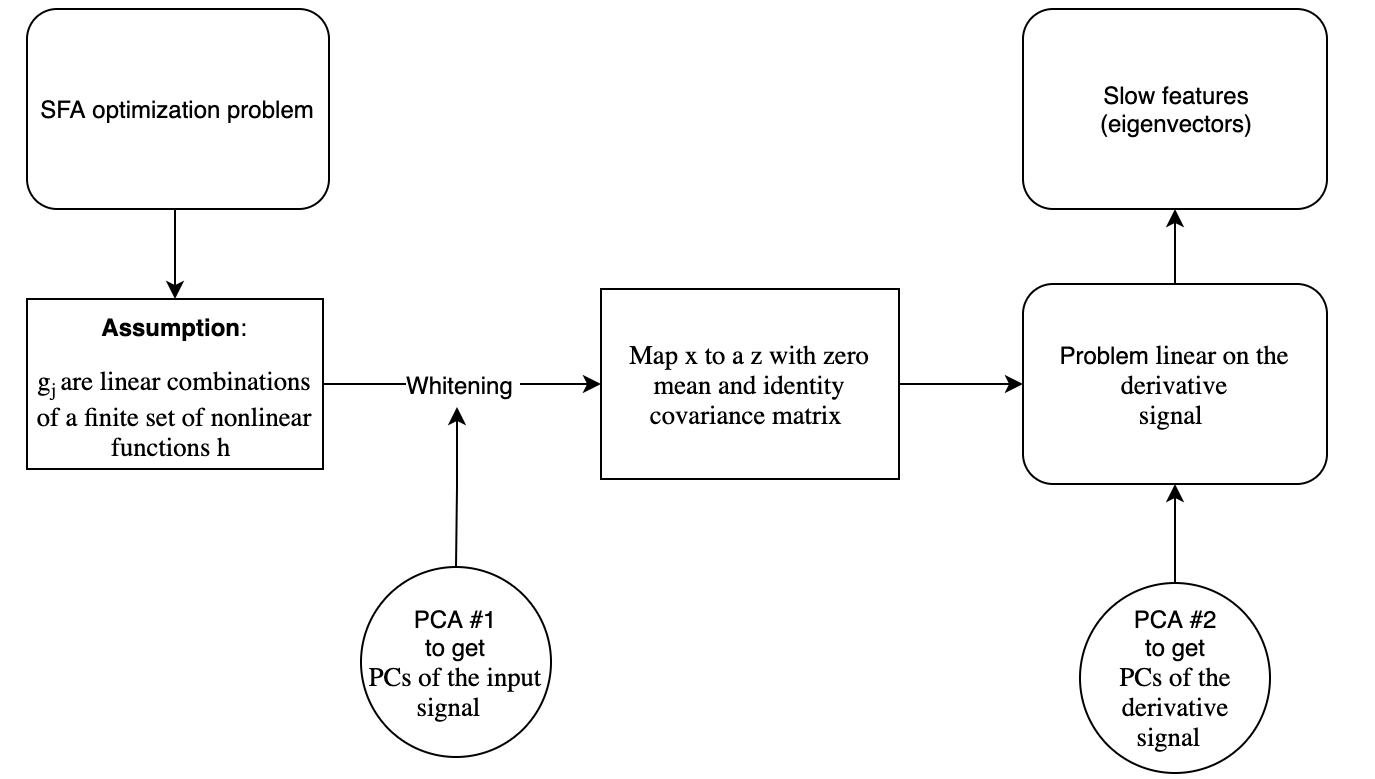 SFA optimization problem
Slow features
(eigenvectors)
Assumption:
gj are linear combinations
of a finite set of nonlinear
functions h
Whitening
Map x to a z with zero
mean and identity
covariance matrix
Problem linear on the
derivative
signal
PCA #1
to get
PCs of the input
signal
PCA #2
to get
PCs of the
derivative
signal